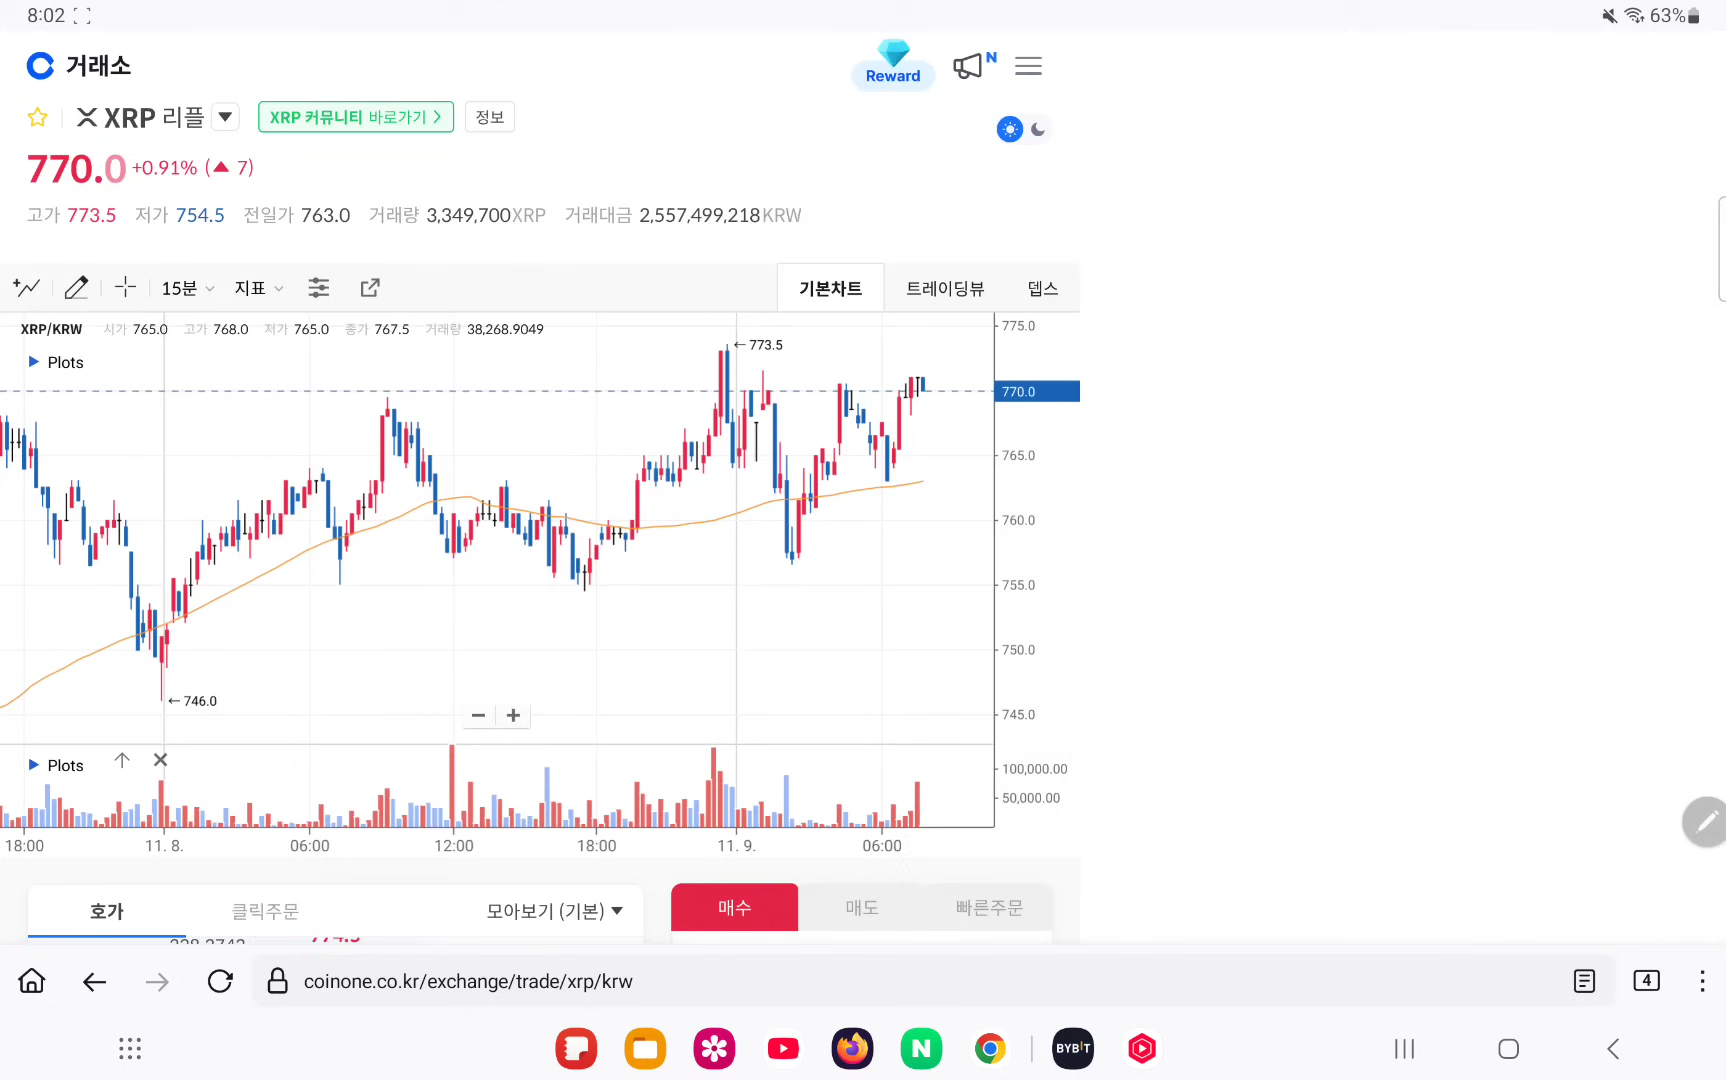 8:02 63%
거래소
Reward N
XRP 리플 XRP 커뮤니티 바로가기 정보
770.0 +0.91% (▲ 7)
고가 773.5 저가 754.5 전일가 763.0 거래량 3,349,700XRP 거래대금 2,557,499,218KRW
15분 지표 기본차트 트레이딩뷰 뎁스
XRP/KRW 시가 765.0 고가 768.0 저가 765.0 종가 767.5 거래량 38,268.9049
775.0
773.5
Plots
770.0
765.0
760.0
755.0
750.0
746.0
745.0
Plots
100,000.00
50,000.00
18:00 11. 8. 06:00 12:00 18:00 11. 9. 06:00
호가 클릭주문 모아보기 (기본) 매수 매도 빠른주문
coinone.co.kr/exchange/trade/xrp/krw 4
N BYBIT